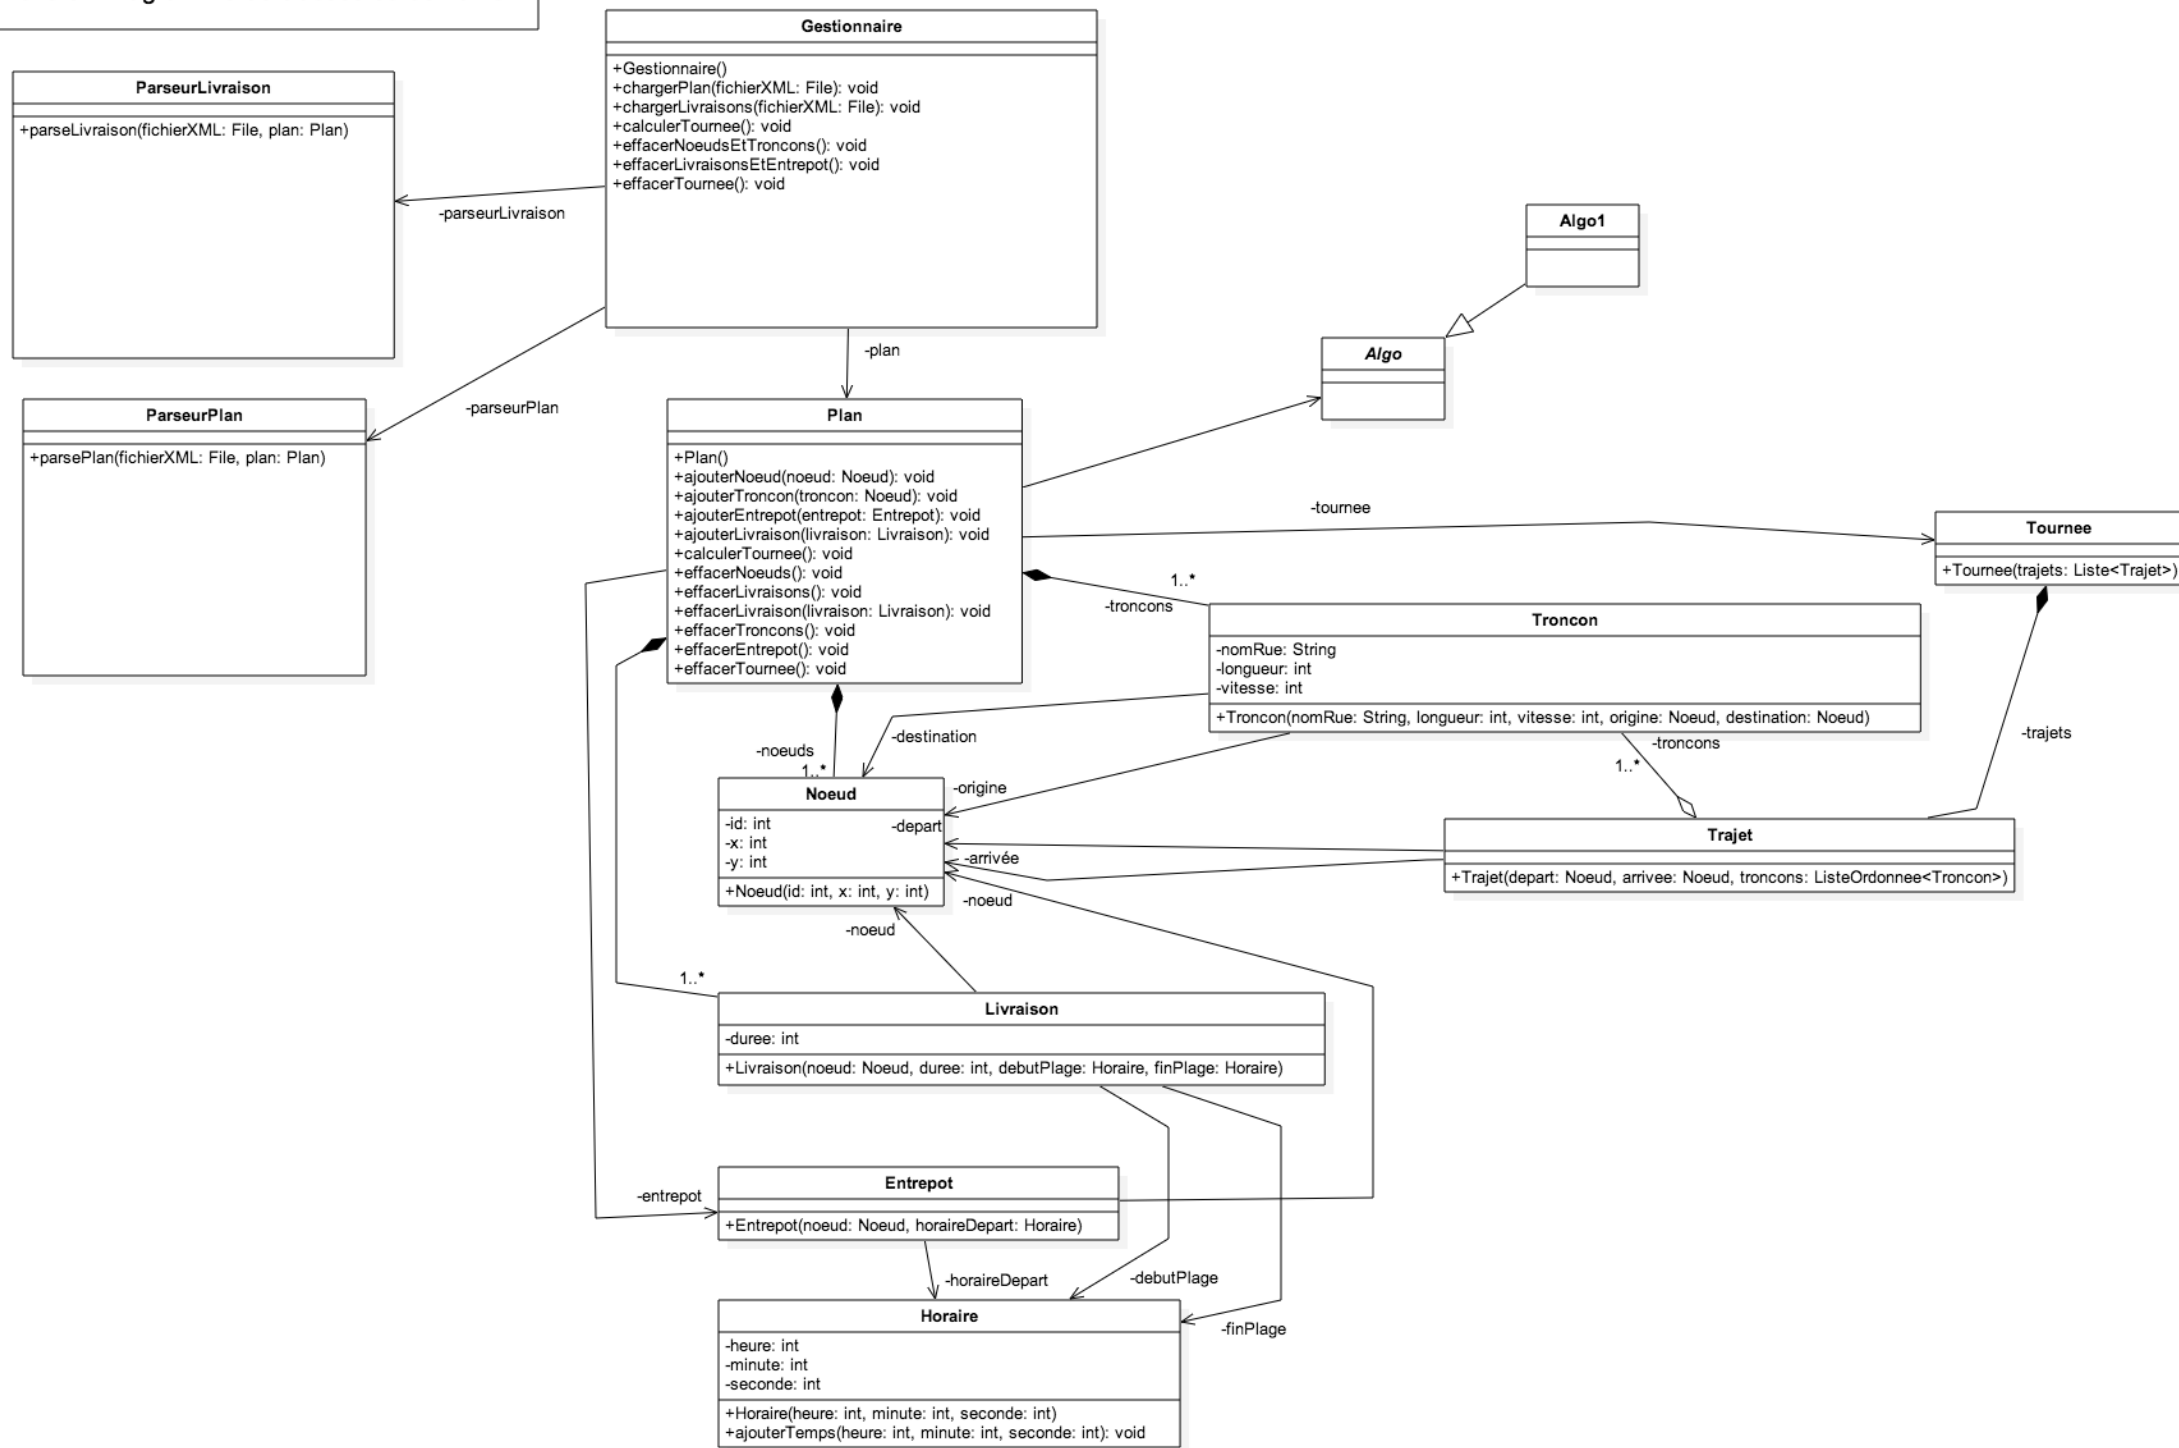 Gestionnaire
+Gestionnaire()
+chargerPlan(fichierXML: File): void
+chargerLivraisons(fichierXML: File): void
+calculerTournee(): void
+effacerNoeudsEtTroncons(): void
+effacerLivraisonsEtEntrepot(): void
+effacerTournee(): void
ParseurLivraison
+parseLivraison(fichierXML: File, plan: Plan)
-parseurLivraison
Algo1
-plan
Algo
ParseurPlan
+parsePlan(fichierXML: File, plan: Plan)
-parseurPlan
Plan
+Plan()
+ajouterNoeud(noeud: Noeud): void
+ajouterTroncon(troncon: Noeud): void
+ajouterEntrepot(entrepot: Entrepot): void
+ajouterLivraison(livraison: Livraison): void
+calculerTournee(): void
+effacerNoeuds(): void
+effacerLivraisons(): void
+effacerLivraison(livraison: Livraison): void
+effacerTroncons(): void
+effacerEntrepot(): void
+effacerTournee(): void
-tournee
Tournee
+Tournee(trajets: Liste<Trajet>)
1..*
-troncons
Troncon
-nomRue: String
-longueur: int
-vitesse: int
+Troncon(nomRue: String, longueur: int, vitesse: int, origine: Noeud, destination: Noeud)
-destination
-noeuds
1..*
-troncons
1..*
-trajets
-origine
Noeud
-id: int
-x: int
-y: int
+Noeud(id: int, x: int, y: int)
-depart
-arrivée
-noeud
Trajet
+Trajet(depart: Noeud, arrivee: Noeud, troncons: ListeOrdonnee<Troncon>)
-noeud
1..*
Livraison
-duree: int
+Livraison(noeud: Noeud, duree: int, debutPlage: Horaire, finPlage: Horaire)
-entrepot
Entrepot
+Entrepot(noeud: Noeud, horaireDepart: Horaire)
-horaireDepart
-debutPlage
-finPlage
Horaire
-heure: int
-minute: int
-seconde: int
+Horaire(heure: int, minute: int, seconde: int)
+ajouterTemps(heure: int, minute: int, seconde: int): void